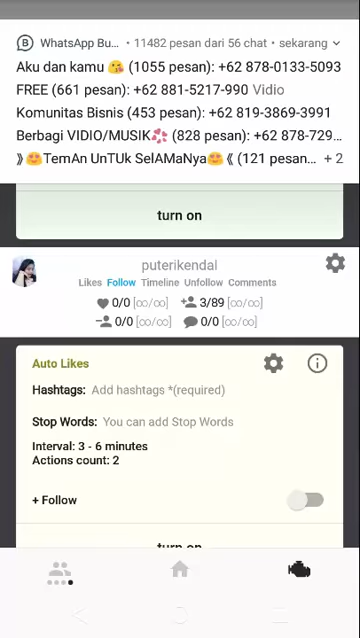 WhatsApp Bu... • 11482 pesan dari 56 chat • sekarang
Aku dan kamu 😘 (1055 pesan): +62 878-0133-5093
FREE (661 pesan): +62 881-5217-990 Vidio
Komunitas Bisnis (453 pesan): +62 819-3869-3991
Berbagi VIDIO/MUSIK💞 (828 pesan): +62 878-729...
》😍TemAn UnTUk SelAMaNya😍《 (121 pesan... + 2
turn on
puterikendal
Likes Follow Timeline Unfollow Comments
0/0 [∞/∞] 3/89 [∞/∞]
0/0 [∞/∞] 0/0 [∞/∞]
Auto Likes
Hashtags: Add hashtags *(required)
Stop Words: You can add Stop Words
Interval: 3 - 6 minutes
Actions count: 2
+ Follow
turn on